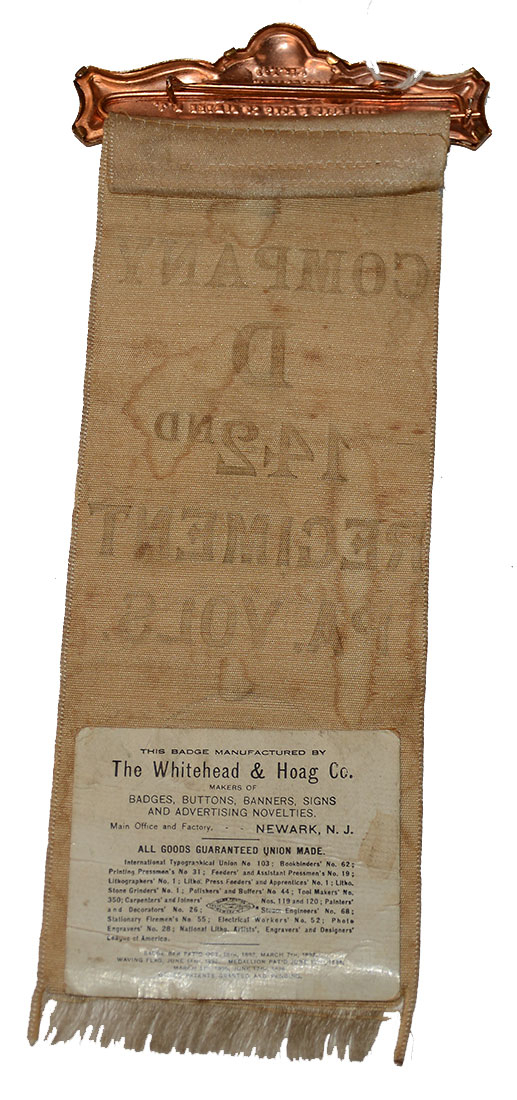 COMPANY
D
142ND
REGIMENT
PA. VOLS.
THIS BADGE MANUFACTURED BY
The Whitehead & Hoag Co.
MAKERS OF
BADGES, BUTTONS, BANNERS, SIGNS
AND ADVERTISING NOVELTIES.
Main Office and Factory. - - NEWARK, N. J.
ALL GOODS GUARANTEED UNION MADE.
International Typographical Union No 103; Bookbinders' No. 62;
Printing Pressmen's No 31; Feeders' and Assistant Pressmen's No. 19;
Lithographers' No. 1; Litho. Press Feeders' and Apprentices' No. 1; Litho.
Stone Grinders' No. 1; Polishers' and Buffers' No 44; Tool Makers' No.
350; Carpenters' and Joiners' Nos. 119 and 120; Painters'
and Decorators' No. 26; Steam Engineers' No. 68;
Stationary Firemen's No 55; Electrical Workers' No. 52; Photo
Engravers' No. 28; National Litho. Artists', Engravers' and Designers'
League of America.